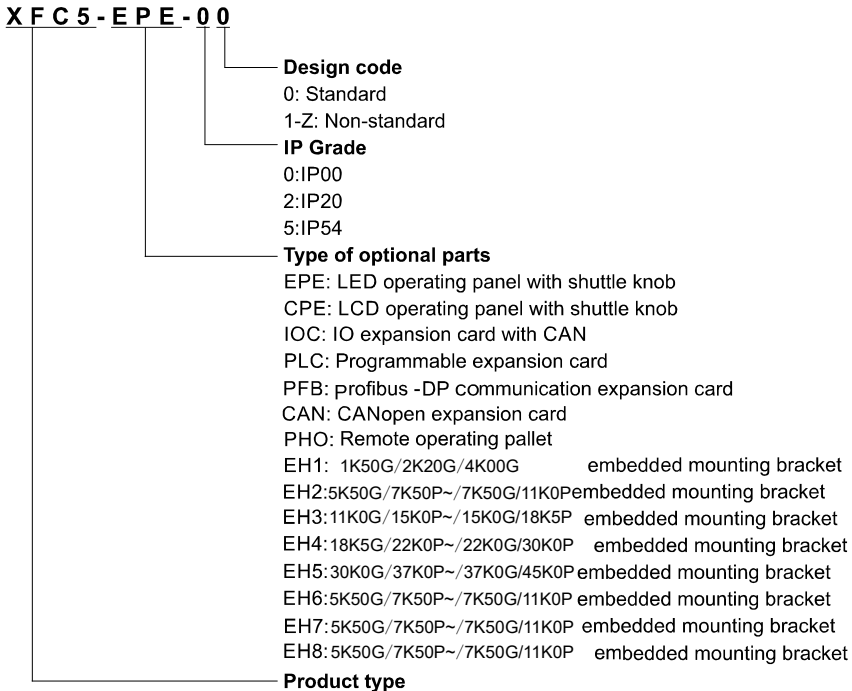 XFC5-EPE-00
Design code
0: Standard
1-Z: Non-standard
IP Grade
0:IP00
2:IP20
5:IP54
Type of optional parts
EPE: LED operating panel with shuttle knob
CPE: LCD operating panel with shuttle knob
IOC: IO expansion card with CAN
PLC: Programmable expansion card
PFB: profibus -DP communication expansion card
CAN: CANopen expansion card
PHO: Remote operating pallet
EH1: 1K50G/2K20G/4K00G embedded mounting bracket
EH2:5K50G/7K50P~/7K50G/11K0Pembedded mounting bracket
EH3:11K0G/15K0P~/15K0G/18K5P embedded mounting bracket
EH4:18K5G/22K0P~/22K0G/30K0P embedded mounting bracket
EH5:30K0G/37K0P~/37K0G/45K0P embedded mounting bracket
EH6:5K50G/7K50P~/7K50G/11K0P embedded mounting bracket
EH7:5K50G/7K50P~/7K50G/11K0P embedded mounting bracket
EH8:5K50G/7K50P~/7K50G/11K0P embedded mounting bracket
Product type